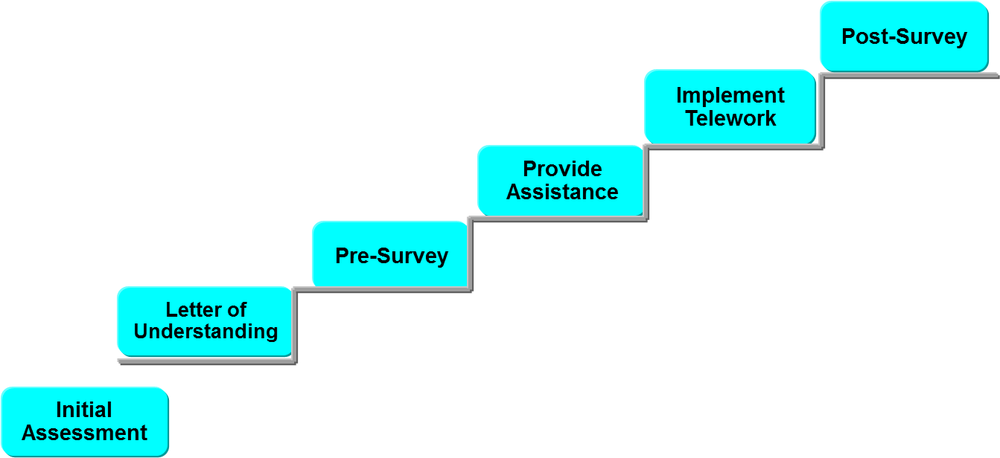 Post-Survey
Implement
Telework
Provide
Assistance
Pre-Survey
Letter of
Understanding
Initial
Assessment